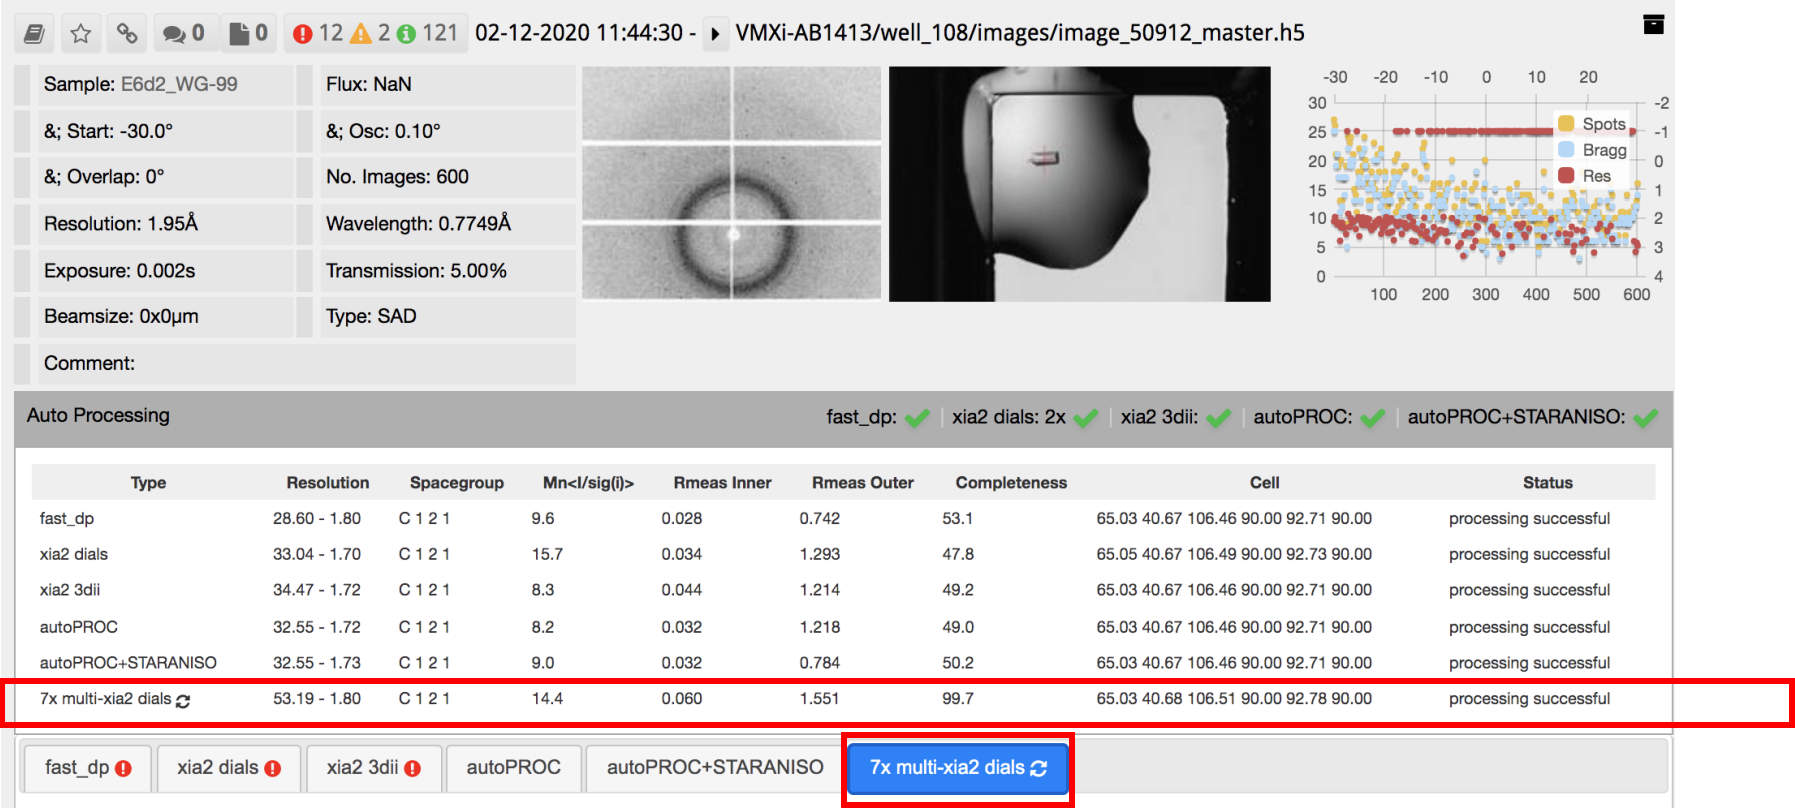 0 0 12 2 121 02-12-2020 11:44:30 - VMXi-AB1413/well_108/images/image_50912_master.h5
Sample: E6d2_WG-99 Flux: NaN
&; Start: -30.0° &; Osc: 0.10°
&; Overlap: 0° No. Images: 600
Resolution: 1.95Å Wavelength: 0.7749Å
Exposure: 0.002s Transmission: 5.00%
Beamsize: 0x0µm Type: SAD
Comment:
-30 -20 -10 0 10 20
30 -2
25 -1
20 0
15 1
10 2
5 3
0 4
Spots
Bragg
Res
100 200 300 400 500 600
Auto Processing fast_dp: xia2 dials: 2x xia2 3dii: autoPROC: autoPROC+STARANISO:
Type Resolution Spacegroup Mn<I/sig(i)> Rmeas Inner Rmeas Outer Completeness Cell Status
fast_dp 28.60 - 1.80 C 1 2 1 9.6 0.028 0.742 53.1 65.03 40.67 106.46 90.00 92.71 90.00 processing successful
xia2 dials 33.04 - 1.70 C 1 2 1 15.7 0.034 1.293 47.8 65.05 40.67 106.49 90.00 92.73 90.00 processing successful
xia2 3dii 34.47 - 1.72 C 1 2 1 8.3 0.044 1.214 49.2 65.03 40.67 106.46 90.00 92.71 90.00 processing successful
autoPROC 32.55 - 1.72 C 1 2 1 8.2 0.032 1.218 49.0 65.03 40.67 106.46 90.00 92.71 90.00 processing successful
autoPROC+STARANISO 32.55 - 1.73 C 1 2 1 9.0 0.032 0.784 50.2 65.03 40.67 106.46 90.00 92.71 90.00 processing successful
7x multi-xia2 dials 53.19 - 1.80 C 1 2 1 14.4 0.060 1.551 99.7 65.03 40.68 106.51 90.00 92.78 90.00 processing successful
fast_dp xia2 dials xia2 3dii autoPROC autoPROC+STARANISO 7x multi-xia2 dials